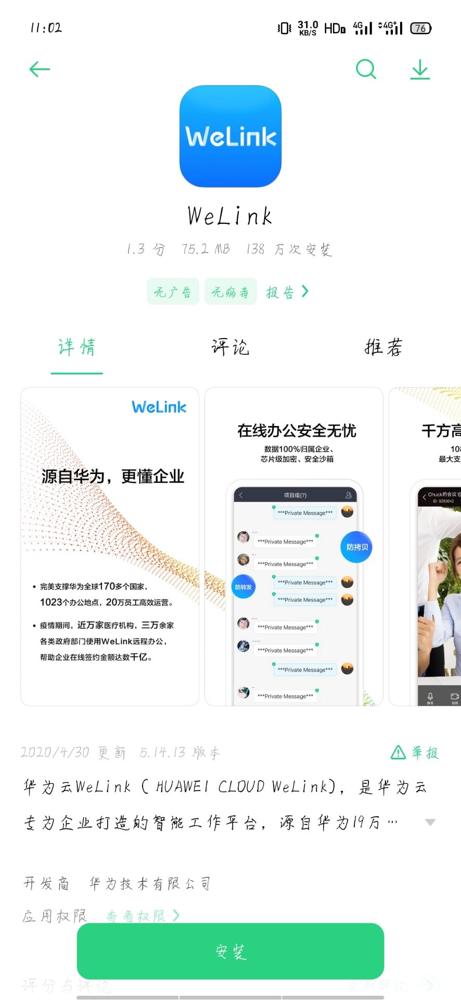 11:02
31.0
KB/S
HD
4G
4G+
76
WeLink
WeLink
1.3 分 75.2 MB 138 万次安装
无广告 无病毒 报告
详情 评论 推荐
WeLink
源自华为，更懂企业
• 完美支撑华为全球170多个国家，
1023个办公地点，20万员工高效运营。
• 疫情期间，近万家医疗机构，三万余家
各类政府部门使用WeLink远程办公，
帮助企业在线签约金额达数千亿。
在线办公安全无忧
数据100%归属企业、
芯片级加密、安全沙箱
项目组(7)
***Private Message***
***Private Message***
防拷贝
***Private Message***
***Private Message***
防转发
***Private Message***
***Private Message***
***Private Message***
***Private Message***
***Private Message***
千方高
108
最大支
Chuck的会议
ID: 9283642
静音 视频
2020/4/30 更新 5.14.13 版本
举报
华为云WeLink（HUAWEI CLOUD WeLink)，是华为云
专为企业打造的智能工作平台，源自华为19万…
开发商 华为技术有限公司
应用权限 查看权限
安装
评分与评论 全部评论